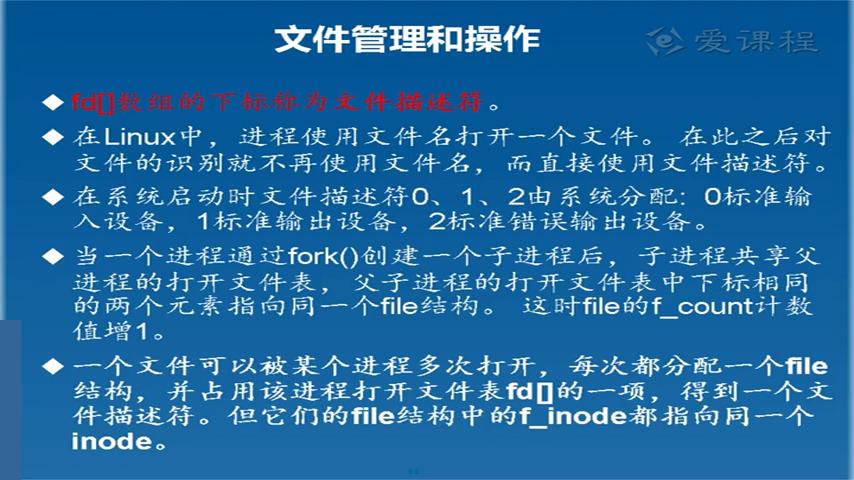 文件管理和操作
爱课程
◆ fd[]数组的下标称为文件描述符。
◆ 在Linux中，进程使用文件名打开一个文件。 在此之后对
文件的识别就不再使用文件名，而直接使用文件描述符。
◆ 在系统启动时文件描述符0、1、2由系统分配: 0标准输
入设备，1标准输出设备，2标准错误输出设备。
◆ 当一个进程通过fork()创建一个子进程后，子进程共享父
进程的打开文件表，父子进程的打开文件表中下标相同
的两个元素指向同一个file结构。 这时file的f_count计数
值增1。
◆ 一个文件可以被某个进程多次打开，每次都分配一个file
结构，并占用该进程打开文件表fd[]的一项，得到一个文
件描述符。但它们的file结构中的f_inode都指向同一个
inode。